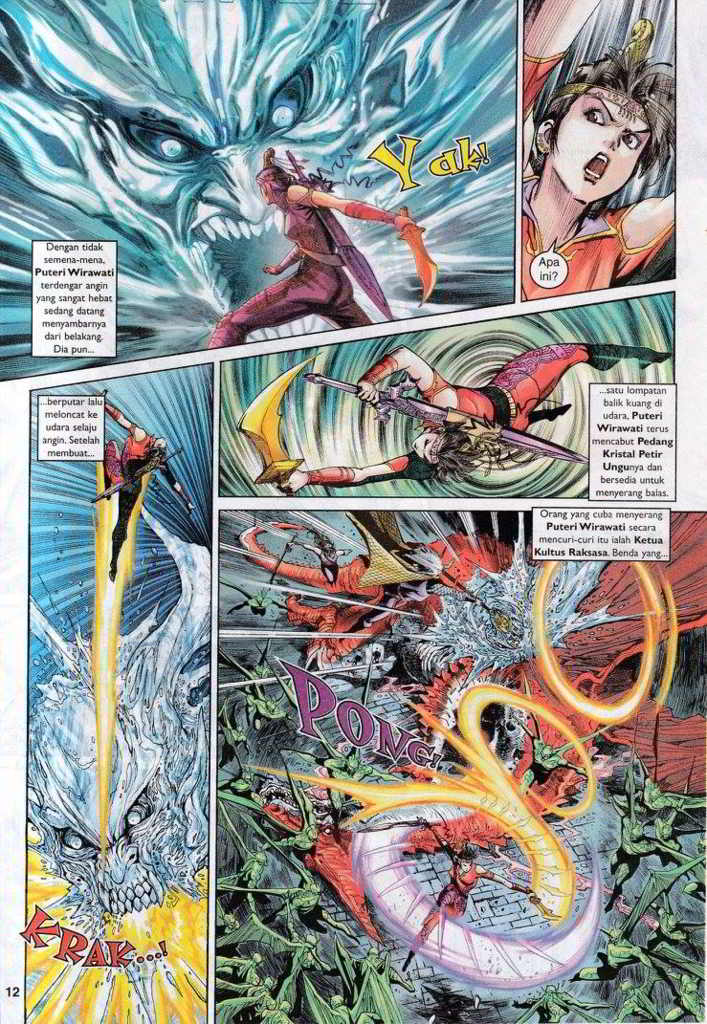 Yak!
Dengan tidak
semena-mena,
Puteri Wirawati
terdengar angin
yang sangat hebat
sedang datang
menyambarnya
dari belakang.
Dia pun...
Apa
ini?
...berputar lalu
meloncat ke
udara selaju
angin. Setelah
membuat...
KRAK...!
...satu lompatan
balik kuang di
udara, Puteri
Wirawati terus
mencabut Pedang
Kristal Petir
Ungunya dan
bersedia untuk
menyerang balas.
Orang yang cuba menyerang
Puteri Wirawati secara
mencuri-curi itu ialah Ketua
Kultus Raksasa. Benda yang...
PONG!
12